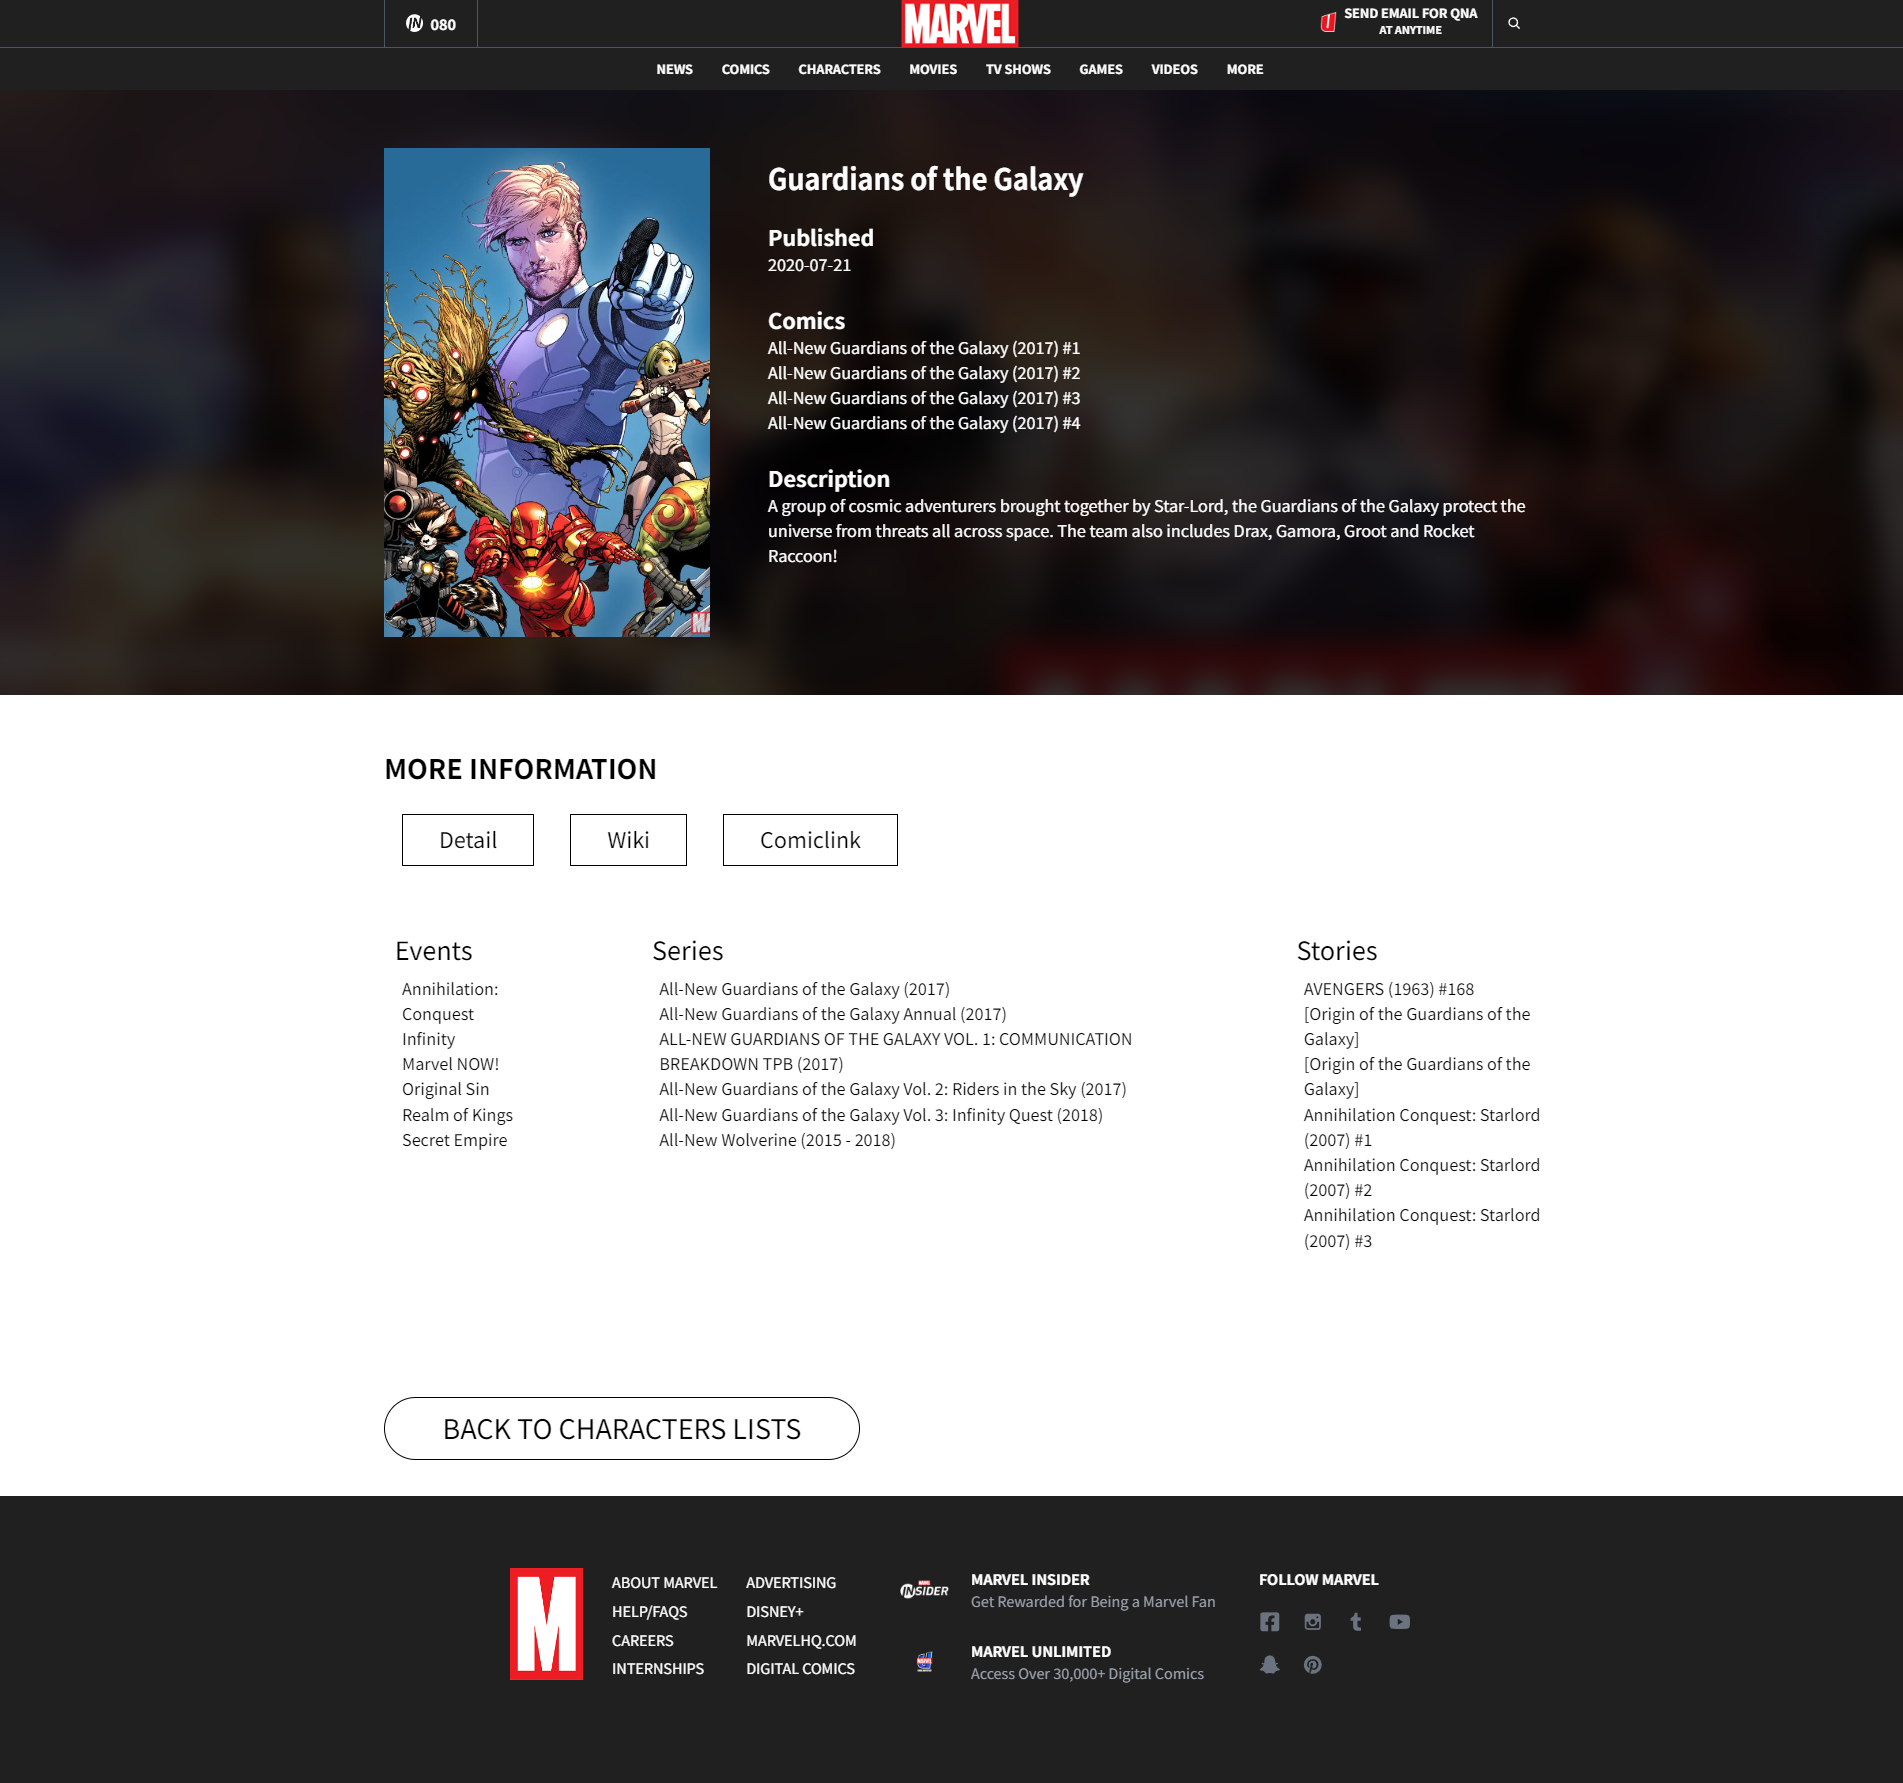 IN 080
MARVEL
SEND EMAIL FOR QNA
AT ANYTIME
NEWS COMICS CHARACTERS MOVIES TV SHOWS GAMES VIDEOS MORE
Guardians of the Galaxy
Published
2020-07-21
Comics
All-New Guardians of the Galaxy (2017) #1
All-New Guardians of the Galaxy (2017) #2
All-New Guardians of the Galaxy (2017) #3
All-New Guardians of the Galaxy (2017) #4
Description
A group of cosmic adventurers brought together by Star-Lord, the Guardians of the Galaxy protect the
universe from threats all across space. The team also includes Drax, Gamora, Groot and Rocket
Raccoon!
MA
MORE INFORMATION
Detail Wiki Comiclink
Events
Annihilation:
Conquest
Infinity
Marvel NOW!
Original Sin
Realm of Kings
Secret Empire
Series
All-New Guardians of the Galaxy (2017)
All-New Guardians of the Galaxy Annual (2017)
ALL-NEW GUARDIANS OF THE GALAXY VOL. 1: COMMUNICATION
BREAKDOWN TPB (2017)
All-New Guardians of the Galaxy Vol. 2: Riders in the Sky (2017)
All-New Guardians of the Galaxy Vol. 3: Infinity Quest (2018)
All-New Wolverine (2015 - 2018)
Stories
AVENGERS (1963) #168
[Origin of the Guardians of the
Galaxy]
[Origin of the Guardians of the
Galaxy]
Annihilation Conquest: Starlord
(2007) #1
Annihilation Conquest: Starlord
(2007) #2
Annihilation Conquest: Starlord
(2007) #3
BACK TO CHARACTERS LISTS
M
ABOUT MARVEL
HELP/FAQS
CAREERS
INTERNSHIPS
ADVERTISING
DISNEY+
MARVELHQ.COM
DIGITAL COMICS
INSIDER
MARVEL INSIDER
Get Rewarded for Being a Marvel Fan
MARVEL UNLIMITED
Access Over 30,000+ Digital Comics
FOLLOW MARVEL